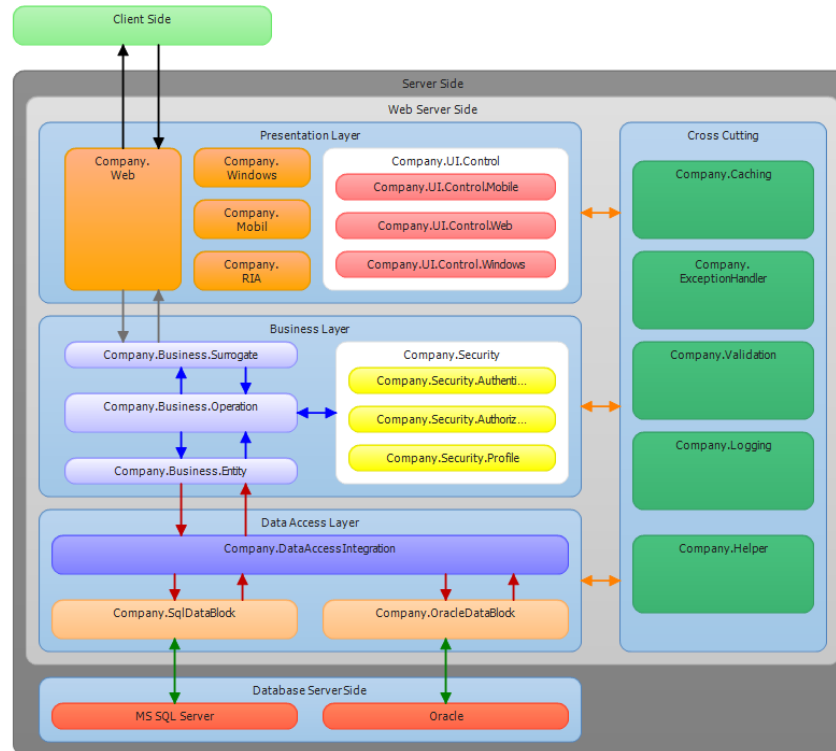 Client Side
Server Side
Web Server Side
Presentation Layer
Company.
Web
Company.
Windows
Company.
Mobil
Company.
RIA
Company.UI.Control
Company.UI.Control.Mobile
Company.UI.Control.Web
Company.UI.Control.Windows
Cross Cutting
Company.Caching
Company.
ExceptionHandler
Company.Validation
Company.Logging
Company.Helper
Business Layer
Company.Business.Surrogate
Company.Business.Operation
Company.Business.Entity
Company.Security
Company.Security.Authenti...
Company.Security.Authoriz...
Company.Security.Profile
Data Access Layer
Company.DataAccessIntegration
Company.SqlDataBlock
Company.OracleDataBlock
Database ServerSide
MS SQL Server
Oracle